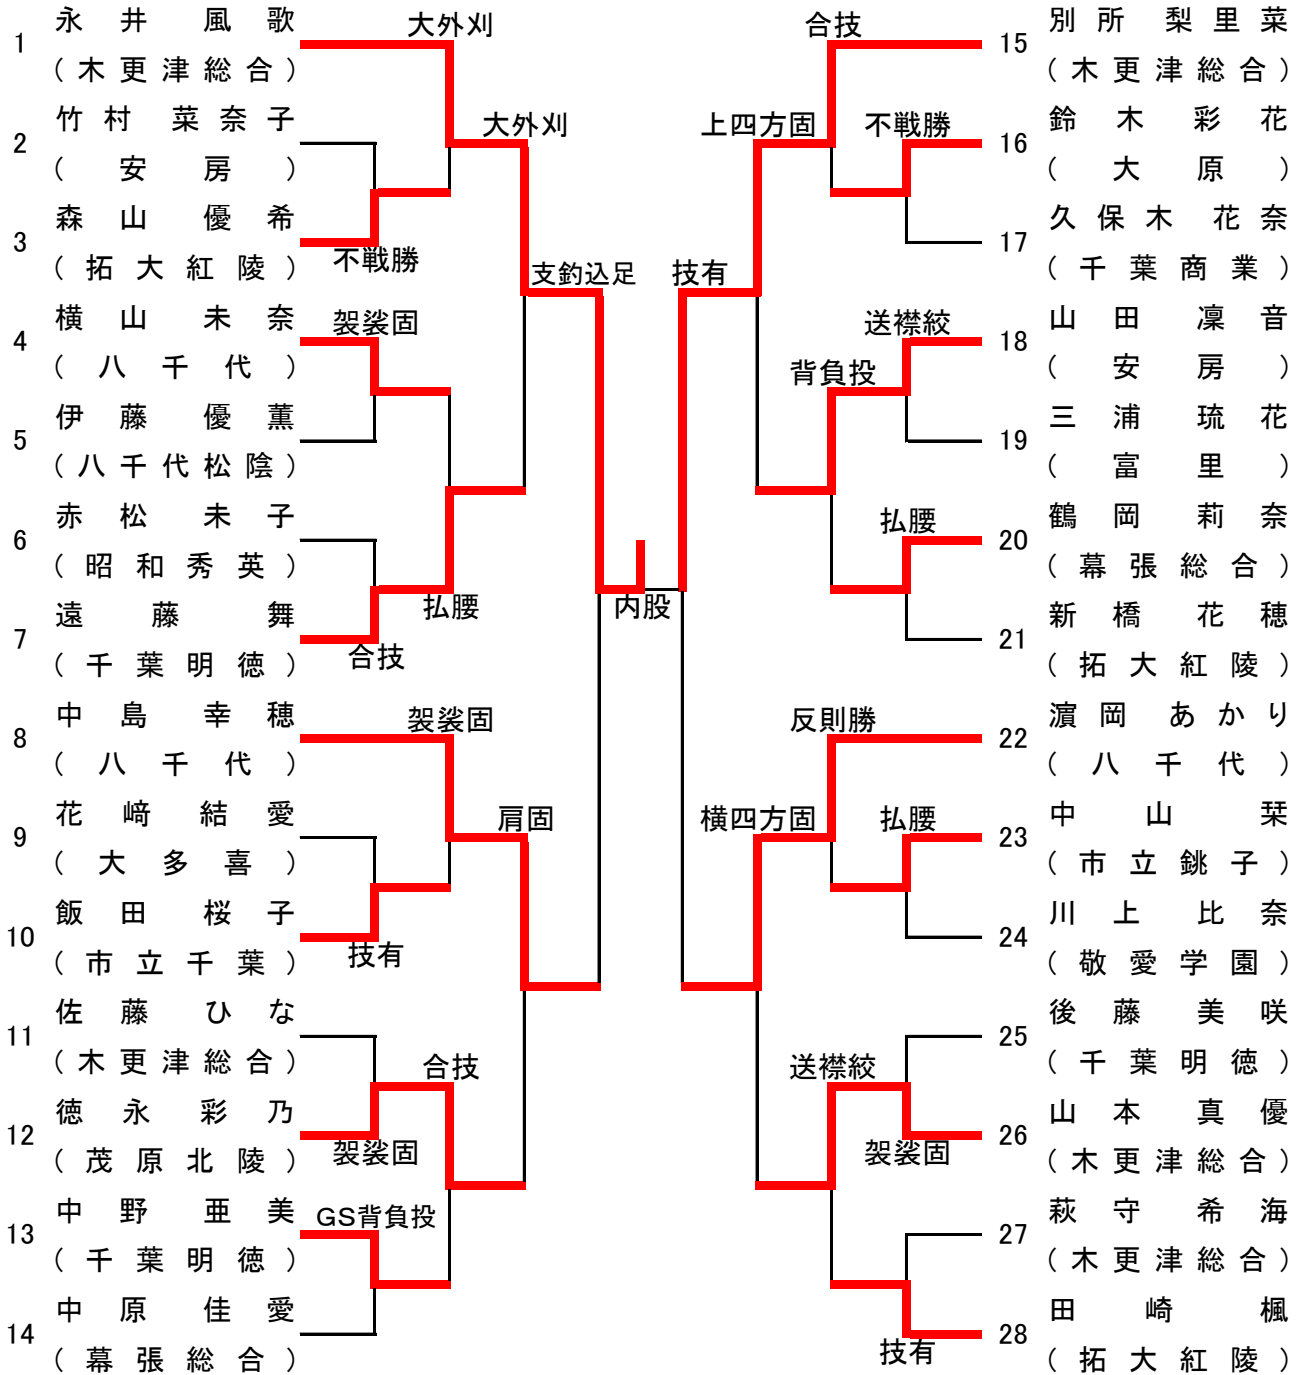 1 永井風歌
(木更津総合)
2 竹村菜奈子
(安房)
3 森山優希
(拓大紅陵)
4 横山未奈
(八千代)
5 伊藤優薫
(八千代松陰)
6 赤松未子
(昭和秀英)
7 遠藤舞
(千葉明徳)
8 中島幸穂
(八千代)
9 花﨑結愛
(大多喜)
10 飯田桜子
(市立千葉)
11 佐藤ひな
(木更津総合)
12 徳永彩乃
(茂原北陵)
13 中野亜美
(千葉明徳)
14 中原佳愛
(幕張総合)
大外刈
大外刈
不戦勝
支釣込足
袈裟固
払腰
合技
内股
袈裟固
肩固
技有
合技
袈裟固
GS背負投
合技
上四方固
不戦勝
技有
送襟絞
背負投
払腰
反則勝
横四方固
払腰
送襟絞
袈裟固
技有
15 別所梨里菜
(木更津総合)
16 鈴木彩花
(大原)
17 久保木花奈
(千葉商業)
18 山田凜音
(安房)
19 三浦琉花
(富里)
20 鶴岡莉奈
(幕張総合)
21 新橋花穂
(拓大紅陵)
22 濵岡あかり
(八千代)
23 中山栞
(市立銚子)
24 川上比奈
(敬愛学園)
25 後藤美咲
(千葉明徳)
26 山本真優
(木更津総合)
27 萩守希海
(木更津総合)
28 田崎楓
(拓大紅陵)